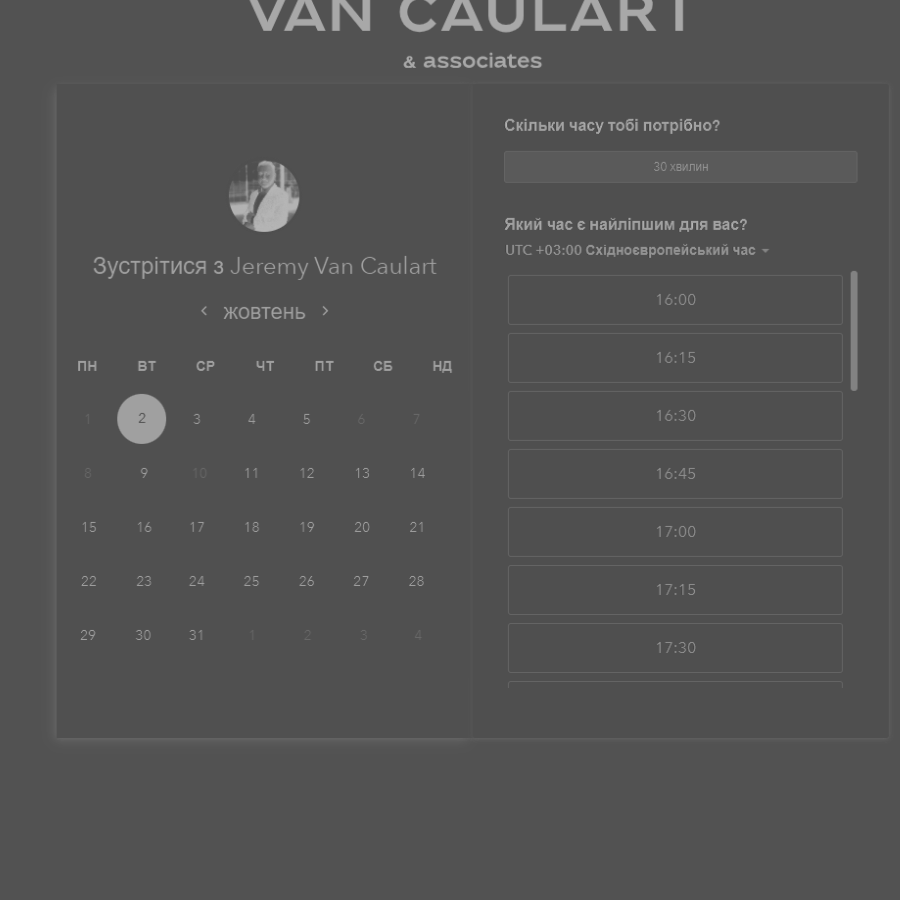 VAN CAULART
& associates
Зустрітися з Jeremy Van Caulart
жовтень
ПН ВТ СР ЧТ ПТ СБ НД
1 2 3 4 5 6 7
8 9 10 11 12 13 14
15 16 17 18 19 20 21
22 23 24 25 26 27 28
29 30 31 1 2 3 4
Скільки часу тобі потрібно?
30 хвилин
Який час є найліпшим для вас?
UTC +03:00 Східноєвропейський час
16:00
16:15
16:30
16:45
17:00
17:15
17:30